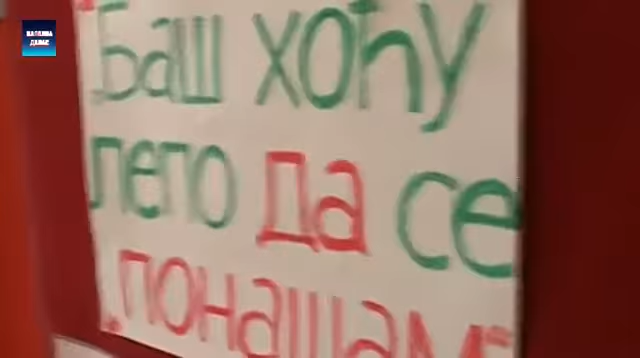 Баш хоћу
лепо да се
понашам